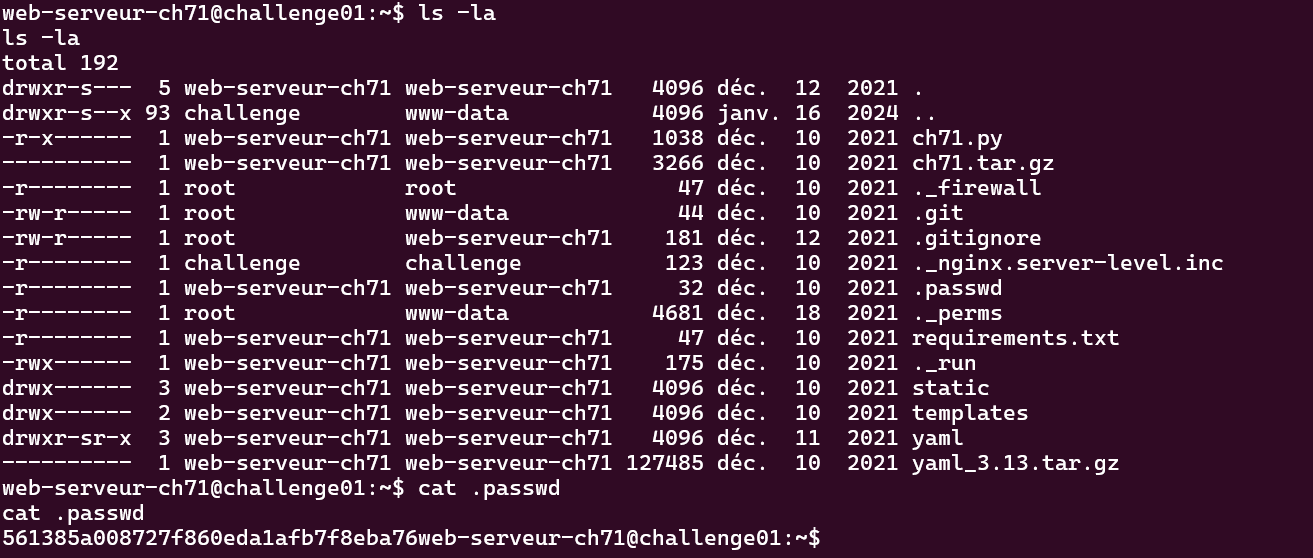 web-serveur-ch71@challenge01:~$ ls -la
ls -la
total 192
drwxr-s--- 5 web-serveur-ch71 web-serveur-ch71 4096 déc. 12 2021 .
drwxr-s--x 93 challenge www-data 4096 janv. 16 2024 ..
-r-x------ 1 web-serveur-ch71 web-serveur-ch71 1038 déc. 10 2021 ch71.py
---------- 1 web-serveur-ch71 web-serveur-ch71 3266 déc. 10 2021 ch71.tar.gz
-r-------- 1 root root 47 déc. 10 2021 ._firewall
-rw-r----- 1 root www-data 44 déc. 10 2021 .git
-rw-r----- 1 root web-serveur-ch71 181 déc. 12 2021 .gitignore
-r-------- 1 challenge challenge 123 déc. 10 2021 ._nginx.server-level.inc
-r-------- 1 web-serveur-ch71 web-serveur-ch71 32 déc. 10 2021 .passwd
-r-------- 1 root www-data 4681 déc. 18 2021 ._perms
-r-------- 1 web-serveur-ch71 web-serveur-ch71 47 déc. 10 2021 requirements.txt
-rwx------ 1 web-serveur-ch71 web-serveur-ch71 175 déc. 10 2021 ._run
drwx------ 3 web-serveur-ch71 web-serveur-ch71 4096 déc. 10 2021 static
drwx------ 2 web-serveur-ch71 web-serveur-ch71 4096 déc. 10 2021 templates
drwxr-sr-x 3 web-serveur-ch71 web-serveur-ch71 4096 déc. 11 2021 yaml
---------- 1 web-serveur-ch71 web-serveur-ch71 127485 déc. 10 2021 yaml_3.13.tar.gz
web-serveur-ch71@challenge01:~$ cat .passwd
cat .passwd
561385a008727f860eda1afb7f8eba76web-serveur-ch71@challenge01:~$